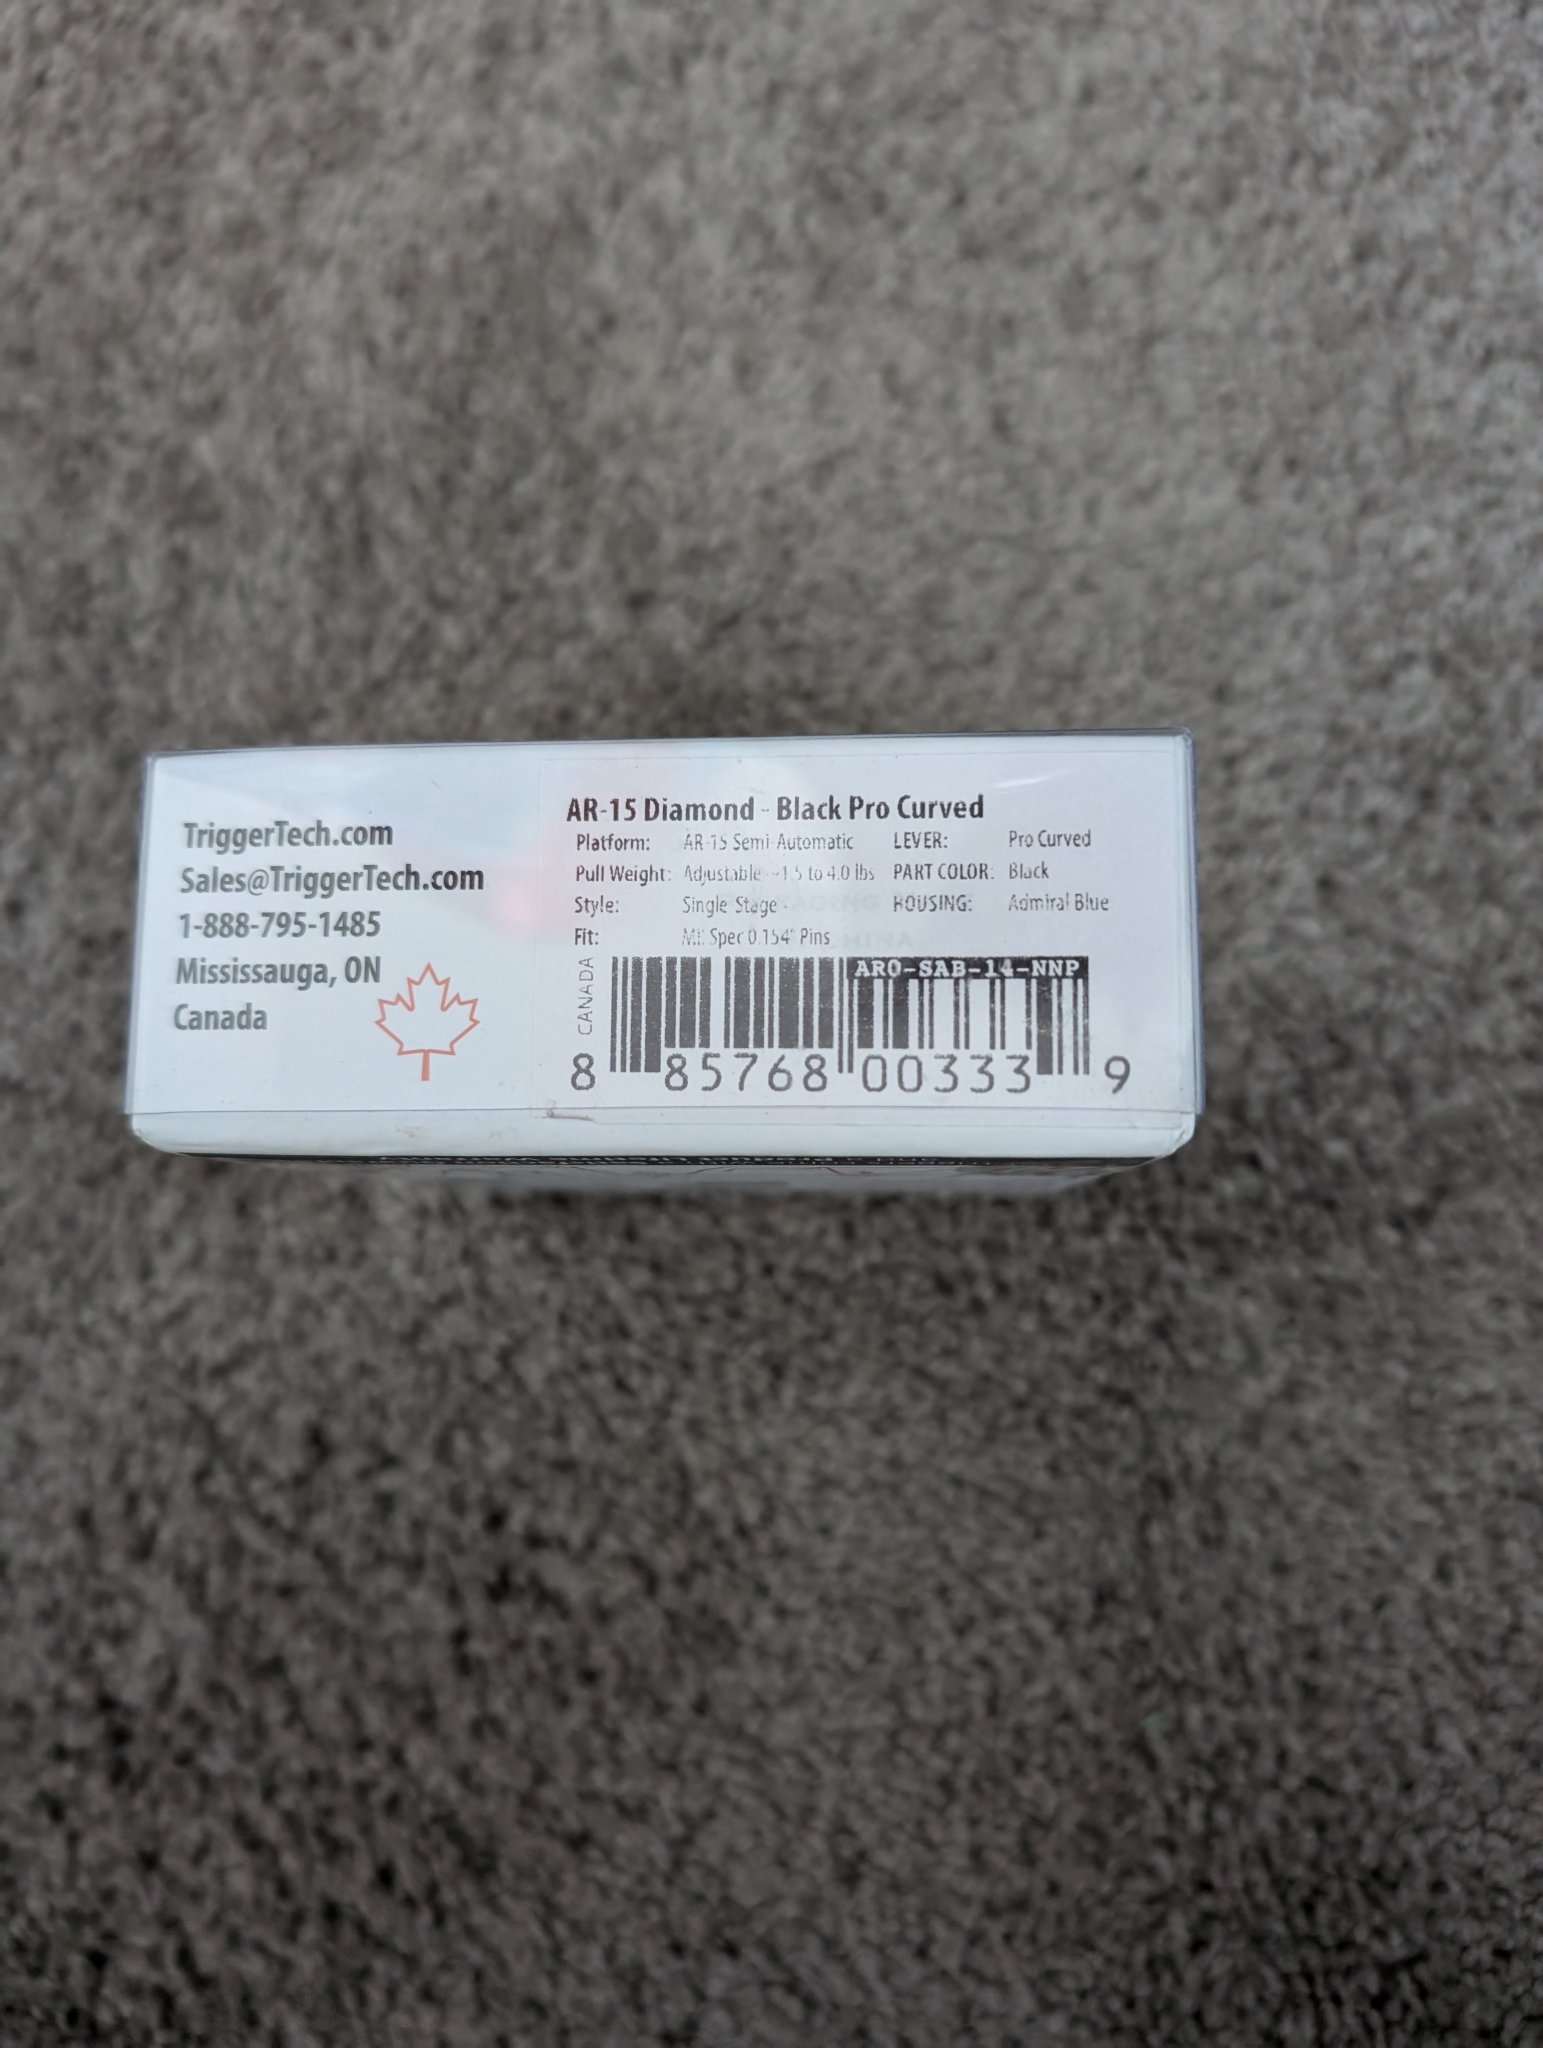 TriggerTech.com
Sales@TriggerTech.com
1-888-795-1485
Mississauga, ON
Canada
AR-15 Diamond - Black Pro Curved
Platform: AR-15 Semi-Automatic LEVER: Pro Curved
Pull Weight: Adjustable ~1.5 to 4.0 lbs PART COLOR: Black
Style: Single Stage HOUSING: Admiral Blue
Fit: Mil Spec 0.154" Pins
CANADA
AR0-SAB-14-NNP
8 85768 00333 9